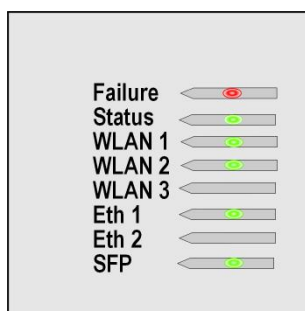 Failure
Status
WLAN 1
WLAN 2
WLAN 3
Eth 1
Eth 2
SFP